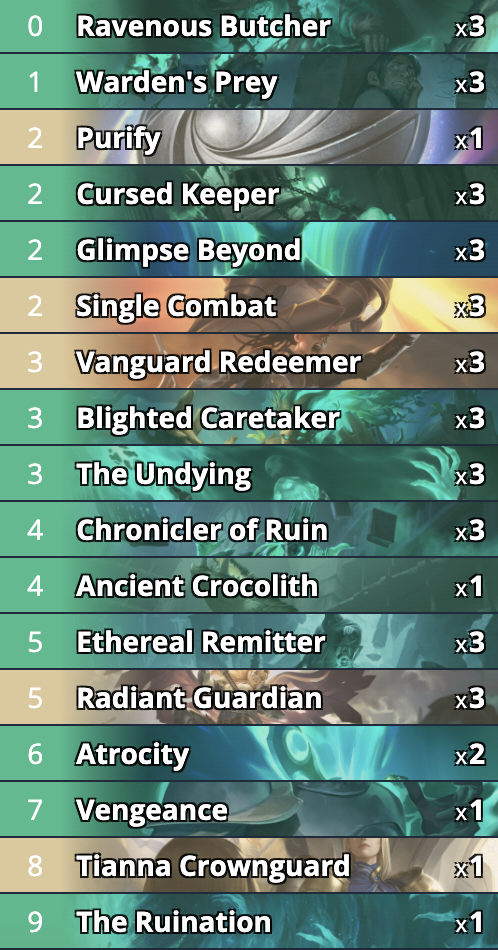 0 Ravenous Butcher x3
1 Warden's Prey x3
2 Purify x1
2 Cursed Keeper x3
2 Glimpse Beyond x3
2 Single Combat x3
3 Vanguard Redeemer x3
3 Blighted Caretaker x3
3 The Undying x3
4 Chronicler of Ruin x3
4 Ancient Crocolith x1
5 Ethereal Remitter x3
5 Radiant Guardian x3
6 Atrocity x2
7 Vengeance x1
8 Tianna Crownguard x1
9 The Ruination x1